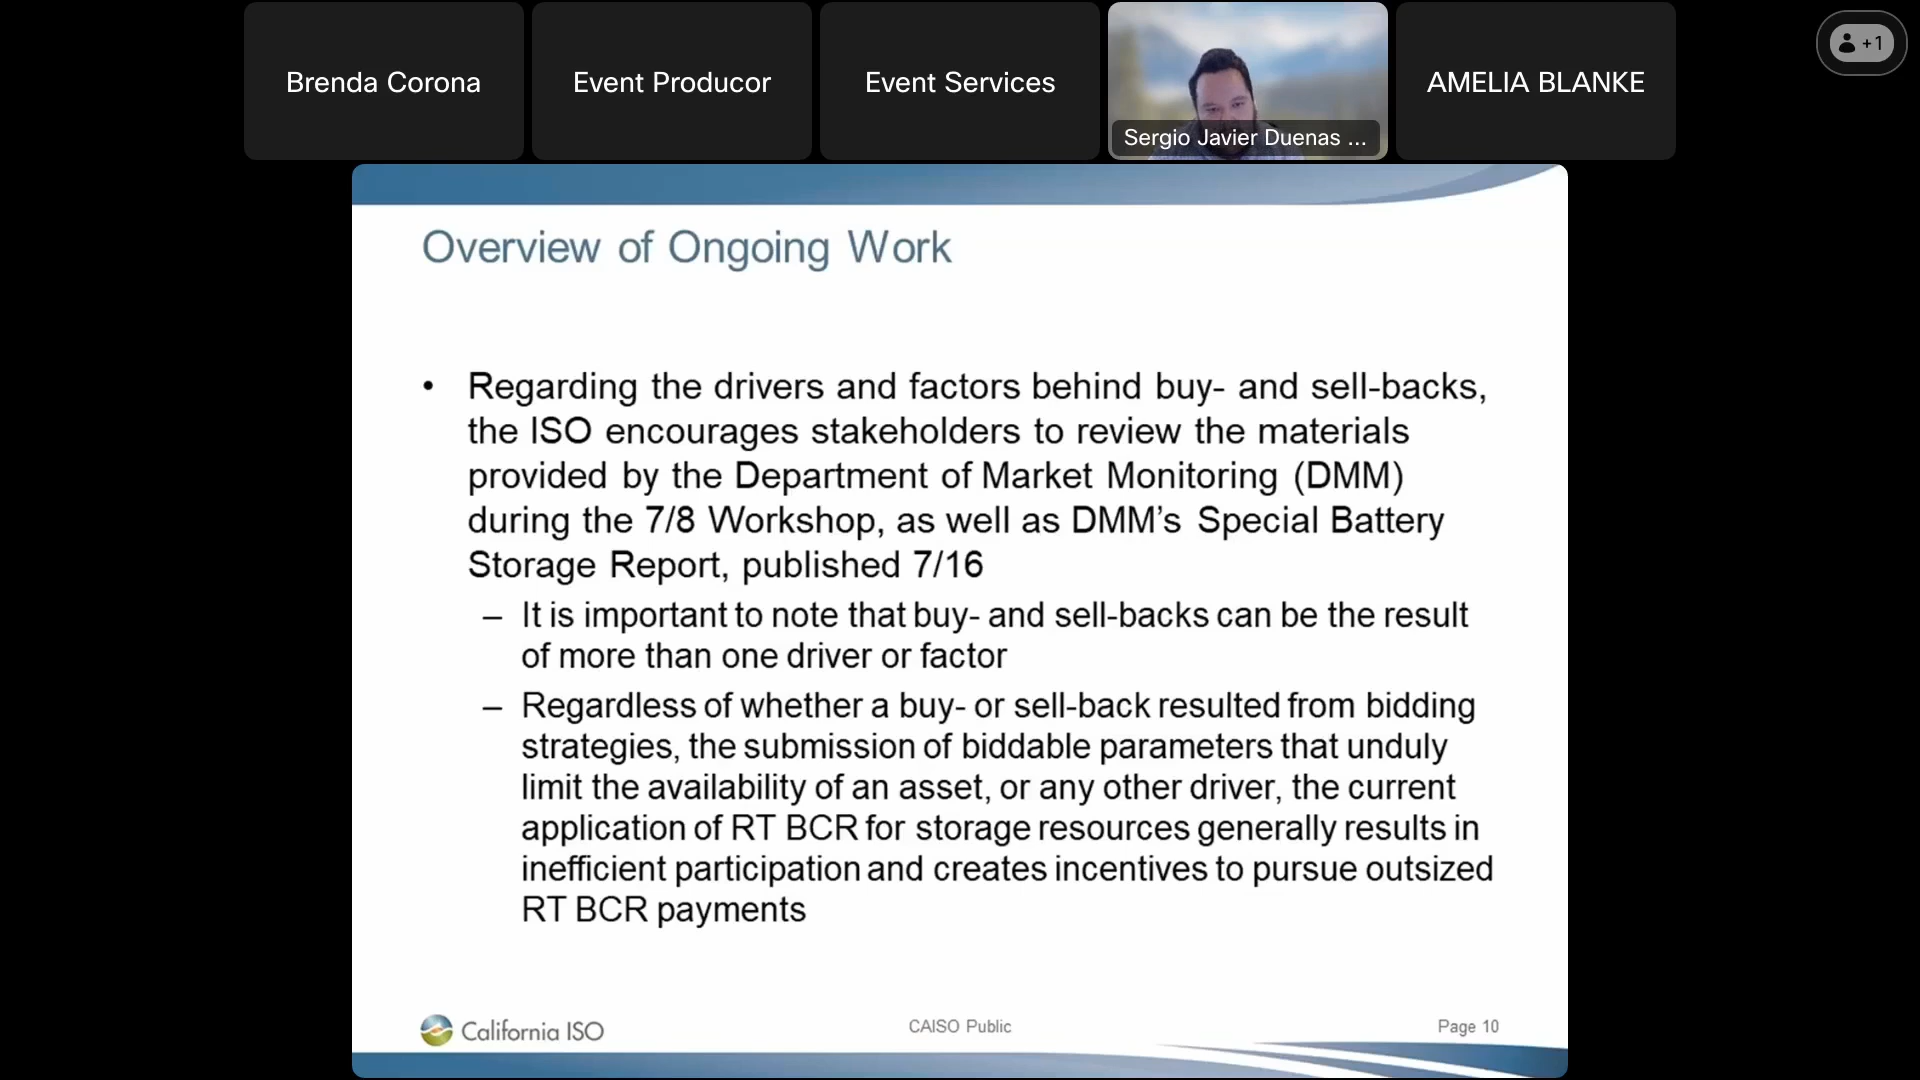 Brenda Corona
Event Producor
Event Services
Sergio Javier Duenas ...
AMELIA BLANKE
+1
Overview of Ongoing Work
• Regarding the drivers and factors behind buy- and sell-backs,
the ISO encourages stakeholders to review the materials
provided by the Department of Market Monitoring (DMM)
during the 7/8 Workshop, as well as DMM's Special Battery
Storage Report, published 7/16
– It is important to note that buy- and sell-backs can be the result
of more than one driver or factor
– Regardless of whether a buy- or sell-back resulted from bidding
strategies, the submission of biddable parameters that unduly
limit the availability of an asset, or any other driver, the current
application of RT BCR for storage resources generally results in
inefficient participation and creates incentives to pursue outsized
RT BCR payments
California ISO
CAISO Public
Page 10